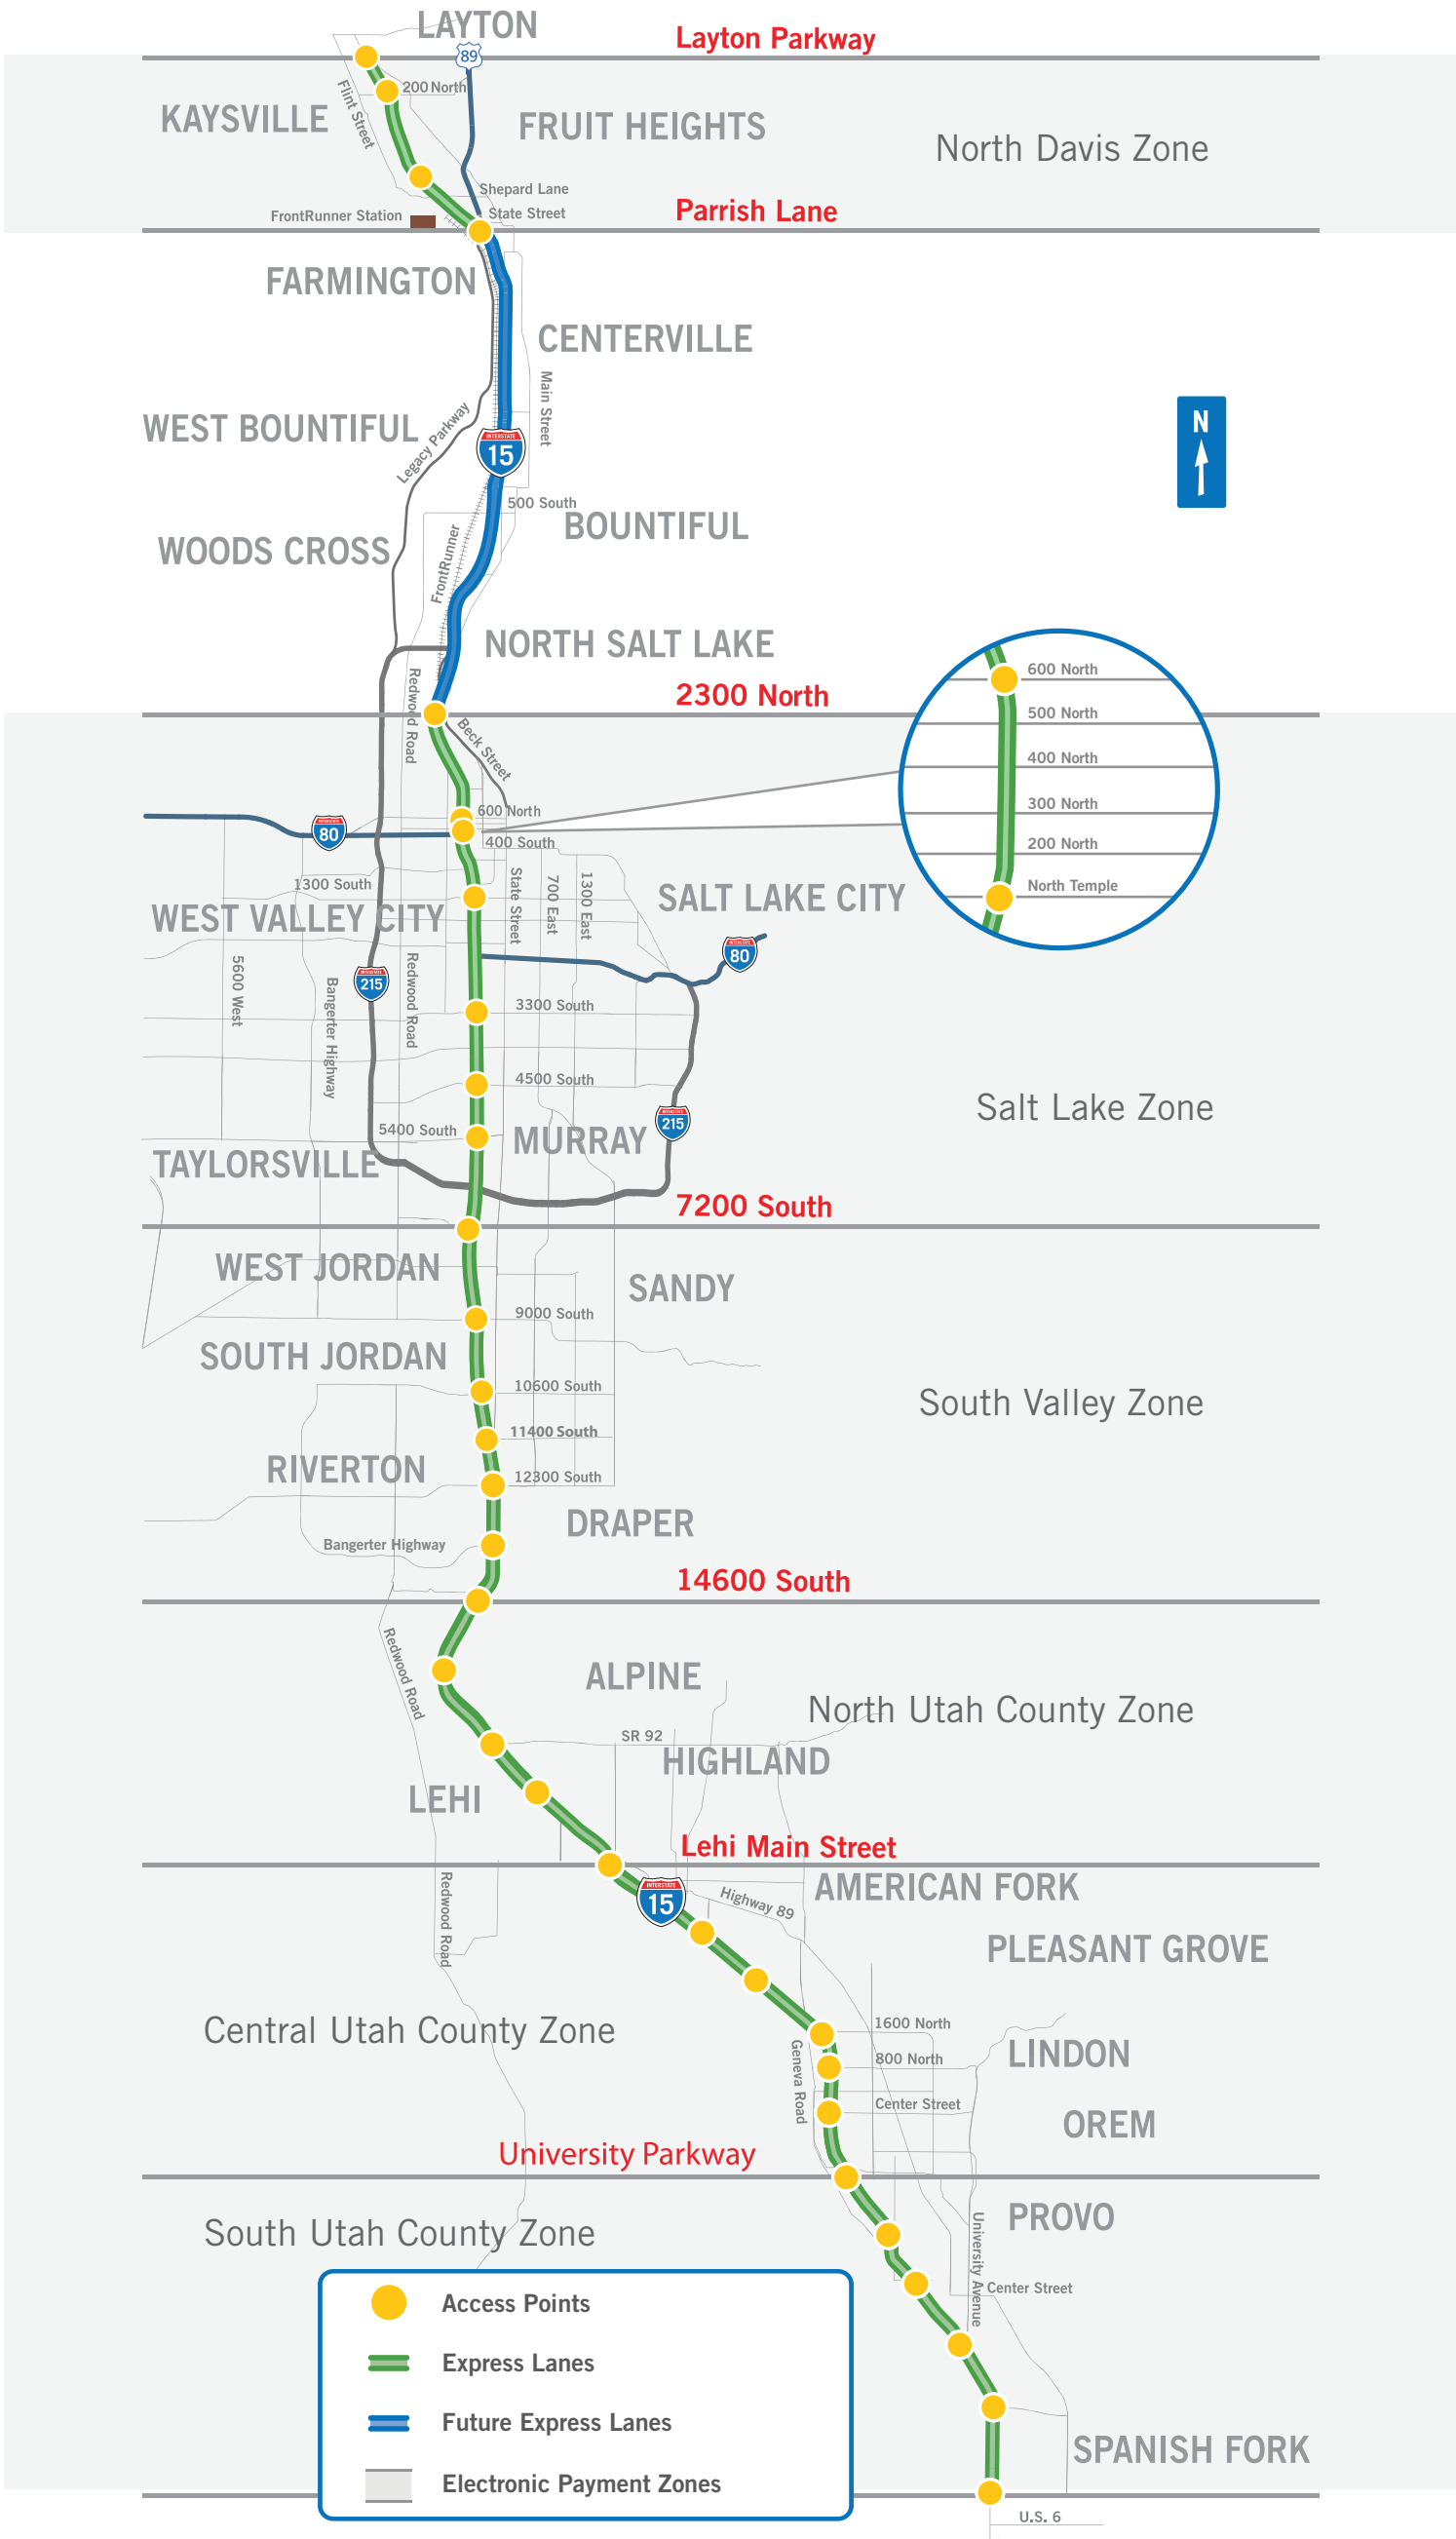 LAYTON
Layton Parkway
89
200 North
KAYSVILLE
Flint Street
FRUIT HEIGHTS
North Davis Zone
Shepard Lane
State Street
FrontRunner Station
Parrish Lane
FARMINGTON
CENTERVILLE
Main Street
WEST BOUNTIFUL
Legacy Parkway
INTERSTATE
15
N
500 South
BOUNTIFUL
WOODS CROSS
FrontRunner
NORTH SALT LAKE
Redwood Road
2300 North
Beck Street
600 North
500 North
400 North
300 North
200 North
North Temple
600 North
INTERSTATE
80
400 South
1300 South
State Street
700 East
1300 East
SALT LAKE CITY
WEST VALLEY CITY
INTERSTATE
80
5600 West
Bangerter Highway
INTERSTATE
215
Redwood Road
3300 South
4500 South
Salt Lake Zone
INTERSTATE
215
5400 South
MURRAY
TAYLORSVILLE
7200 South
WEST JORDAN
SANDY
9000 South
SOUTH JORDAN
10600 South
South Valley Zone
11400 South
RIVERTON
12300 South
DRAPER
Bangerter Highway
14600 South
Redwood Road
ALPINE
North Utah County Zone
SR 92
HIGHLAND
LEHI
Lehi Main Street
Redwood Road
INTERSTATE
15
Highway 89
AMERICAN FORK
PLEASANT GROVE
Central Utah County Zone
1600 North
Geneva Road
800 North
LINDON
Center Street
OREM
University Parkway
PROVO
South Utah County Zone
University Avenue
Center Street
Access Points
Express Lanes
Future Express Lanes
Electronic Payment Zones
SPANISH FORK
U.S. 6